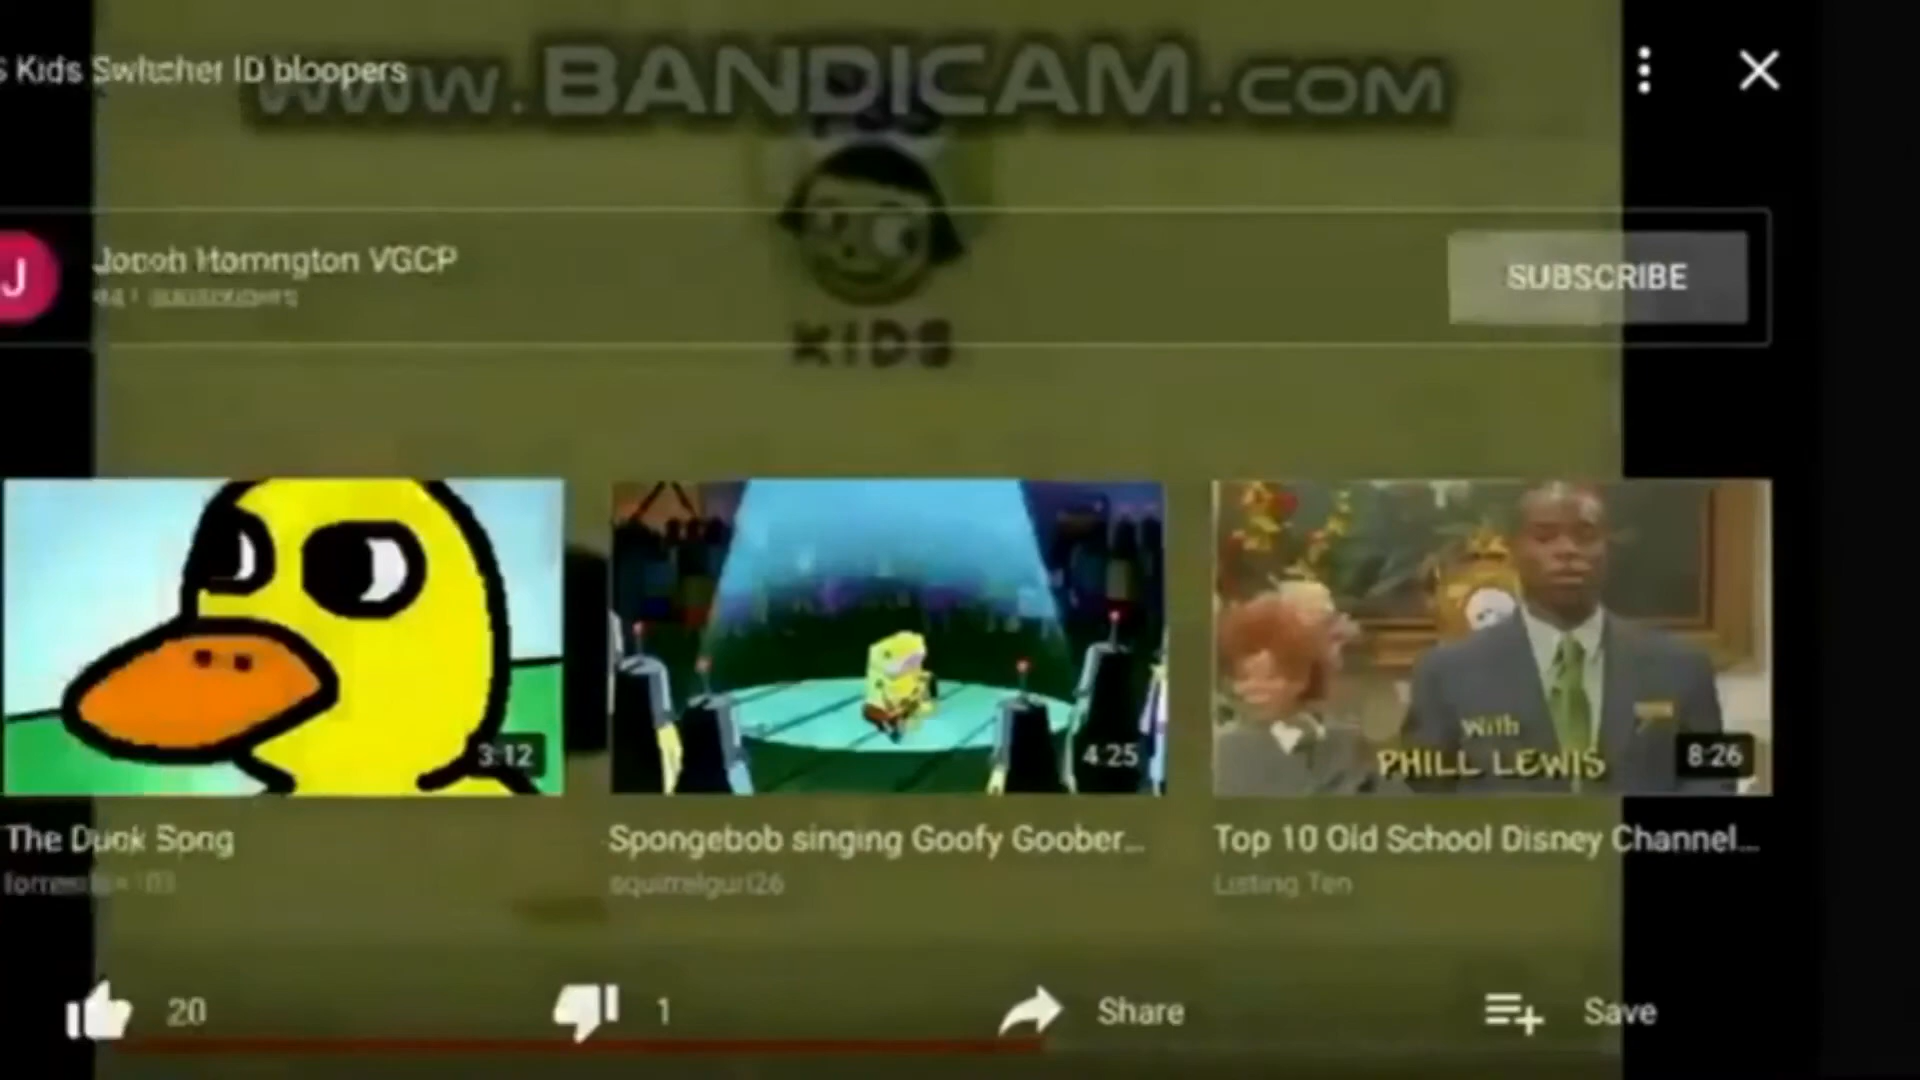 S Kids Switcher ID bloopers
www.BANDICAM.com
PBS
KIDS
J
VGCP
SUBSCRIBE
3:12
4:25
With
PHILL LEWIS
8:26
The Duck Song
Spongebob singing Goofy Goober...
Top 10 Old School Disney Channel...
squirrelgurl26
Listing Ten
20
1
Share
Save